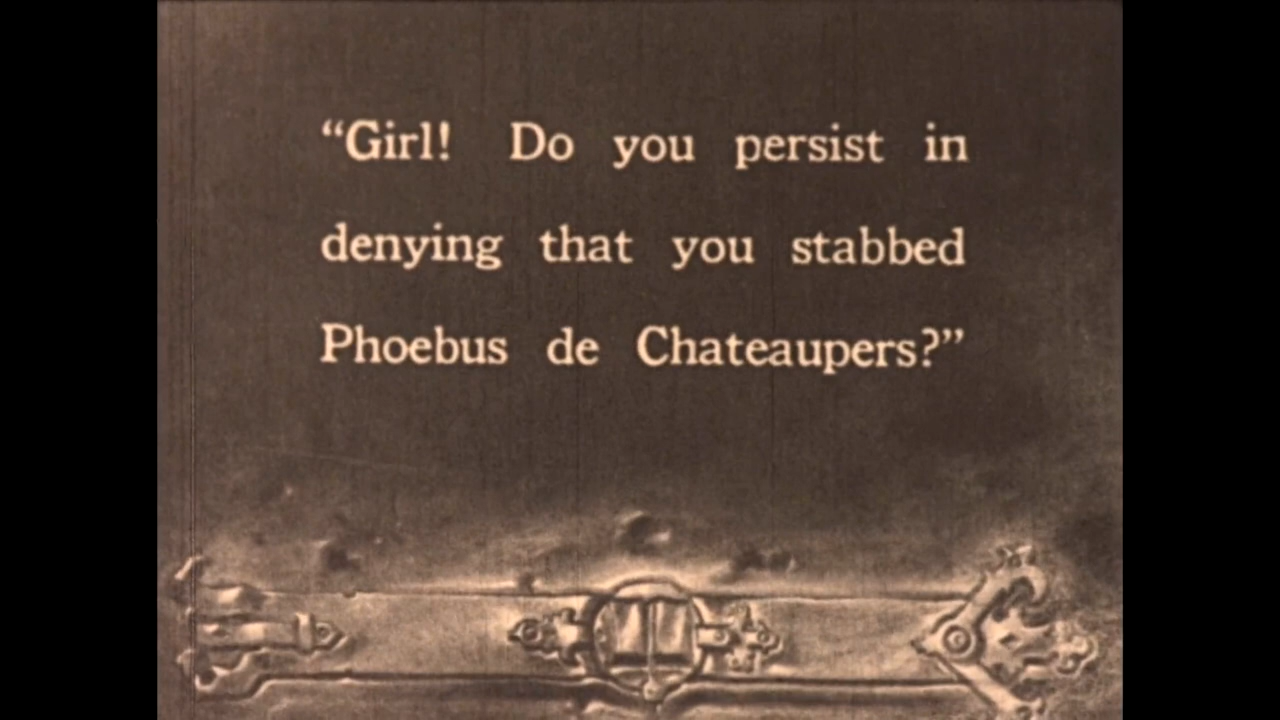 “Girl! Do you persist in
denying that you stabbed
Phoebus de Chateaupers?”